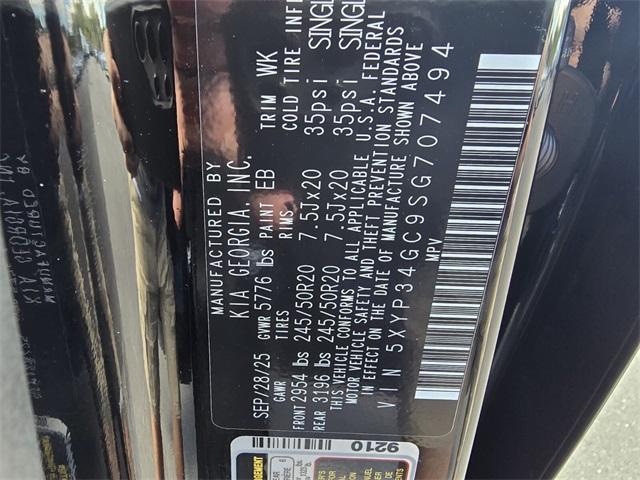 MANUFACTURED BY
KIA GEORGIA, INC.
SEP/28/25 GVWR 5776 lbs PAINT EB TRIM WK
GAWR TIRES RIMS COLD TIRE INF
FRONT 2954 lbs 245/50R20 7.5Jx20 35psi SINGL
REAR 3196 lbs 245/50R20 7.5Jx20 35psi SINGL
THIS VEHICLE CONFORMS TO ALL APPLICABLE U.S.A. FEDERAL
MOTOR VEHICLE SAFETY AND THEFT PREVENTION STANDARDS
IN EFFECT ON THE DATE OF MANUFACTURE SHOWN ABOVE
VIN 5XYP34GC9SG707494
MPV
9210